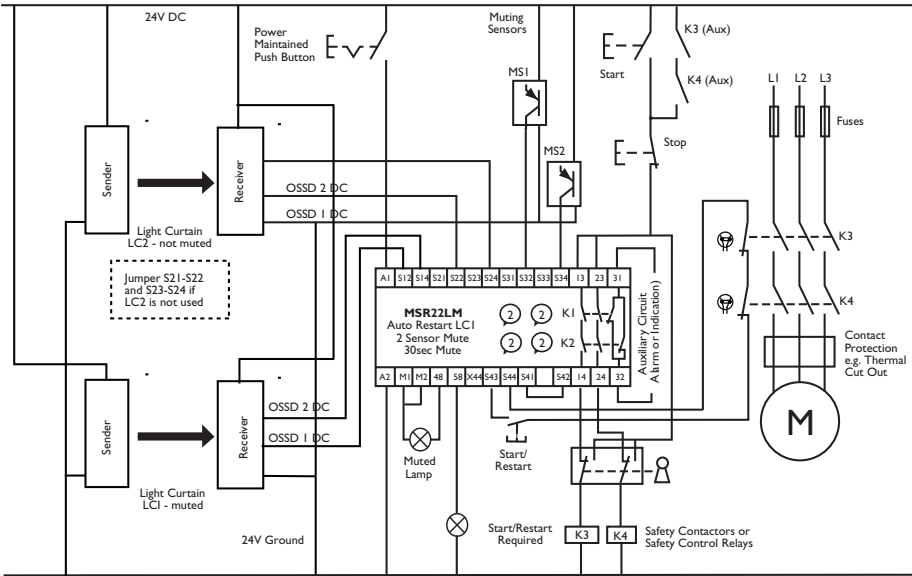 24V DC
Power
Maintained
Push Button
Muting
Sensors
MS1
MS2
Start
K3 (Aux)
K4 (Aux)
Stop
L1 L2 L3
Fuses
Sender
Receiver
OSSD 2 DC
OSSD 1 DC
Light Curtain
LC2 - not muted
Jumper S21-S22
and S23-S24 if
LC2 is not used
K3
K4
A1 S12 S14 S21 S22 S23 S24 S31 S32 S33 S34 13 23 31
MSR22LM
Auto Restart LC1
2 Sensor Mute
30sec Mute
2 2
2 2
K1
K2
Auxiliary Circuit
Alarm or Indication)
A2 M1 M2 48 58 X44 S43 S44 S41 S42 14 24 32
Contact
Protection
e.g. Thermal
Cut Out
M
Sender
Receiver
OSSD 2 DC
OSSD 1 DC
Light Curtain
LC1 - muted
Muted
Lamp
Start/
Restart
24V Ground
Start/Restart
Required
K3 K4
Safety Contactors or
Safety Control Relays